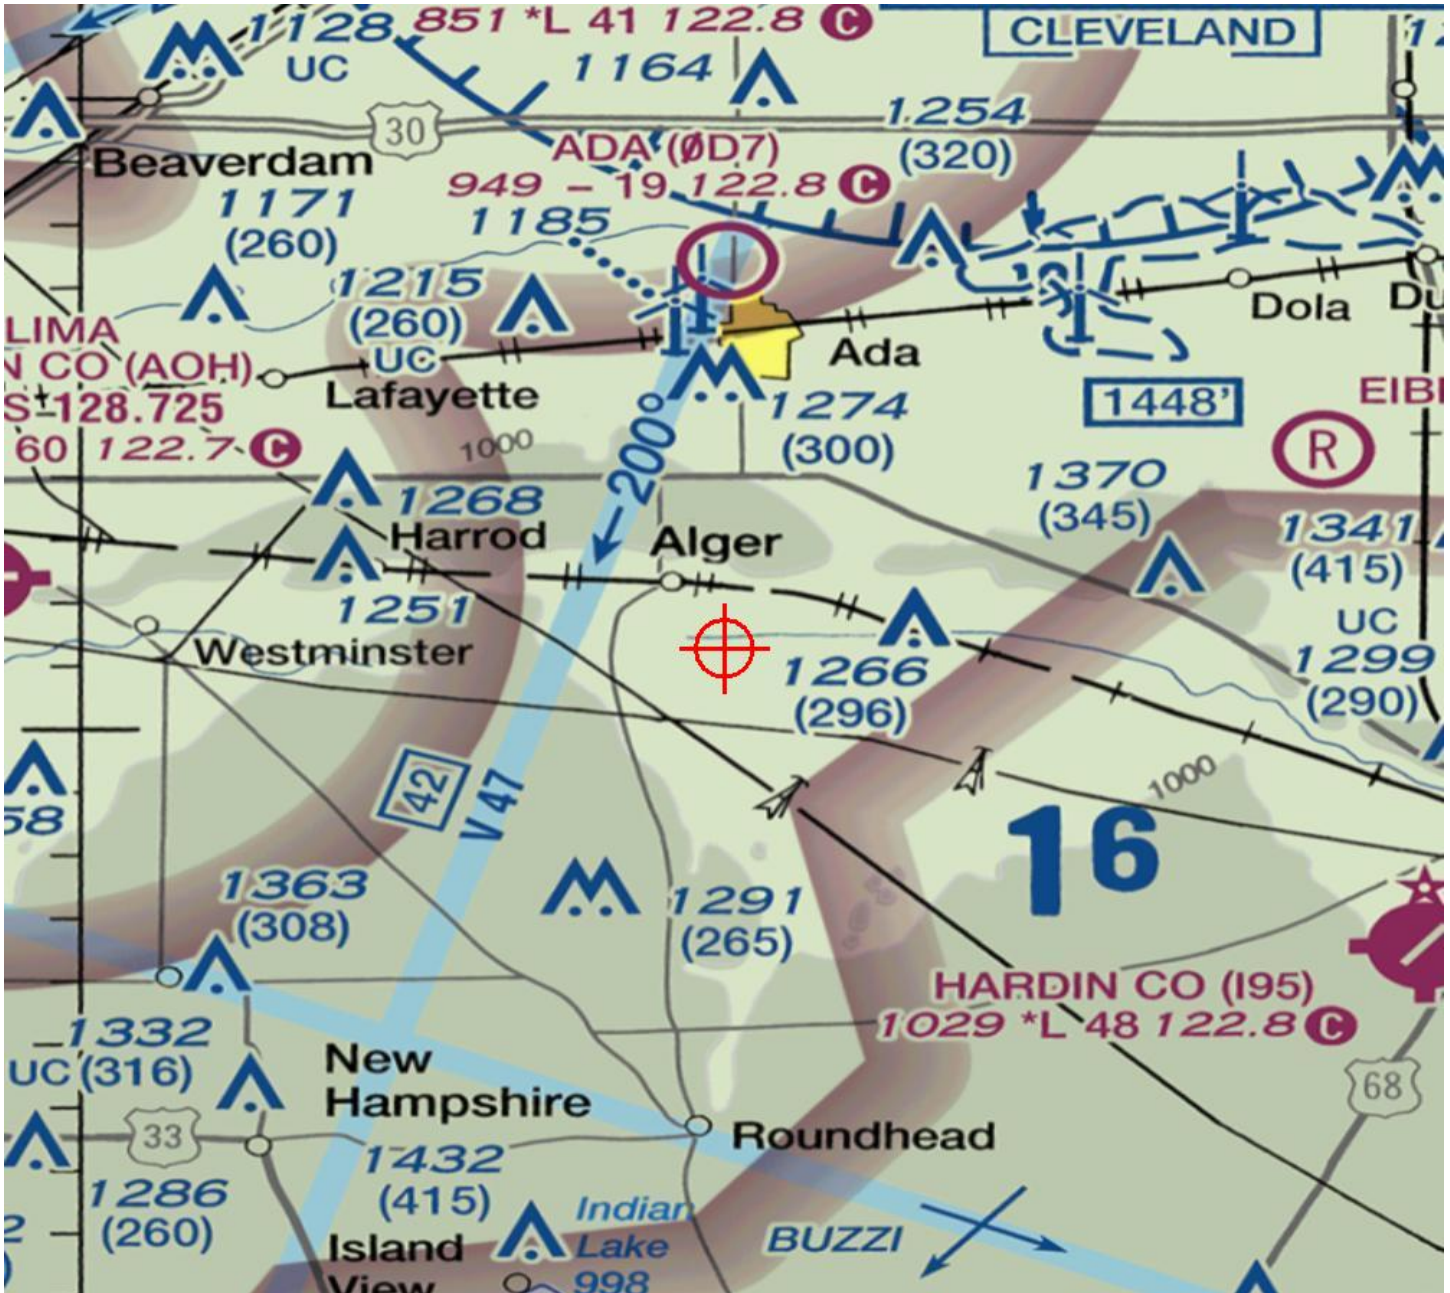 1128
UC
851 *L 41 122.8 C
1164
CLEVELAND
30
Beaverdam
ADA (ØD7)
949 – 19 122.8 C
1254
(320)
1171
(260)
1185
1215
(260)
UC
Lafayette
LIMA
N CO (AOH)
128.725
60 122.7 C
Ada
Dola
1448'
1274
(300)
1000
200°
R
1370
(345)
1341
(415)
1268
Harrod
Alger
1251
Westminster
UC
1299
(290)
1266
(296)
42
V 47
58
1000
16
1363
(308)
1291
(265)
HARDIN CO (I95)
1029 *L 48 122.8 C
1332
UC (316)
New
Hampshire
68
33
Roundhead
1432
(415)
1286
(260)
Indian
Lake
998
Island
View
BUZZI